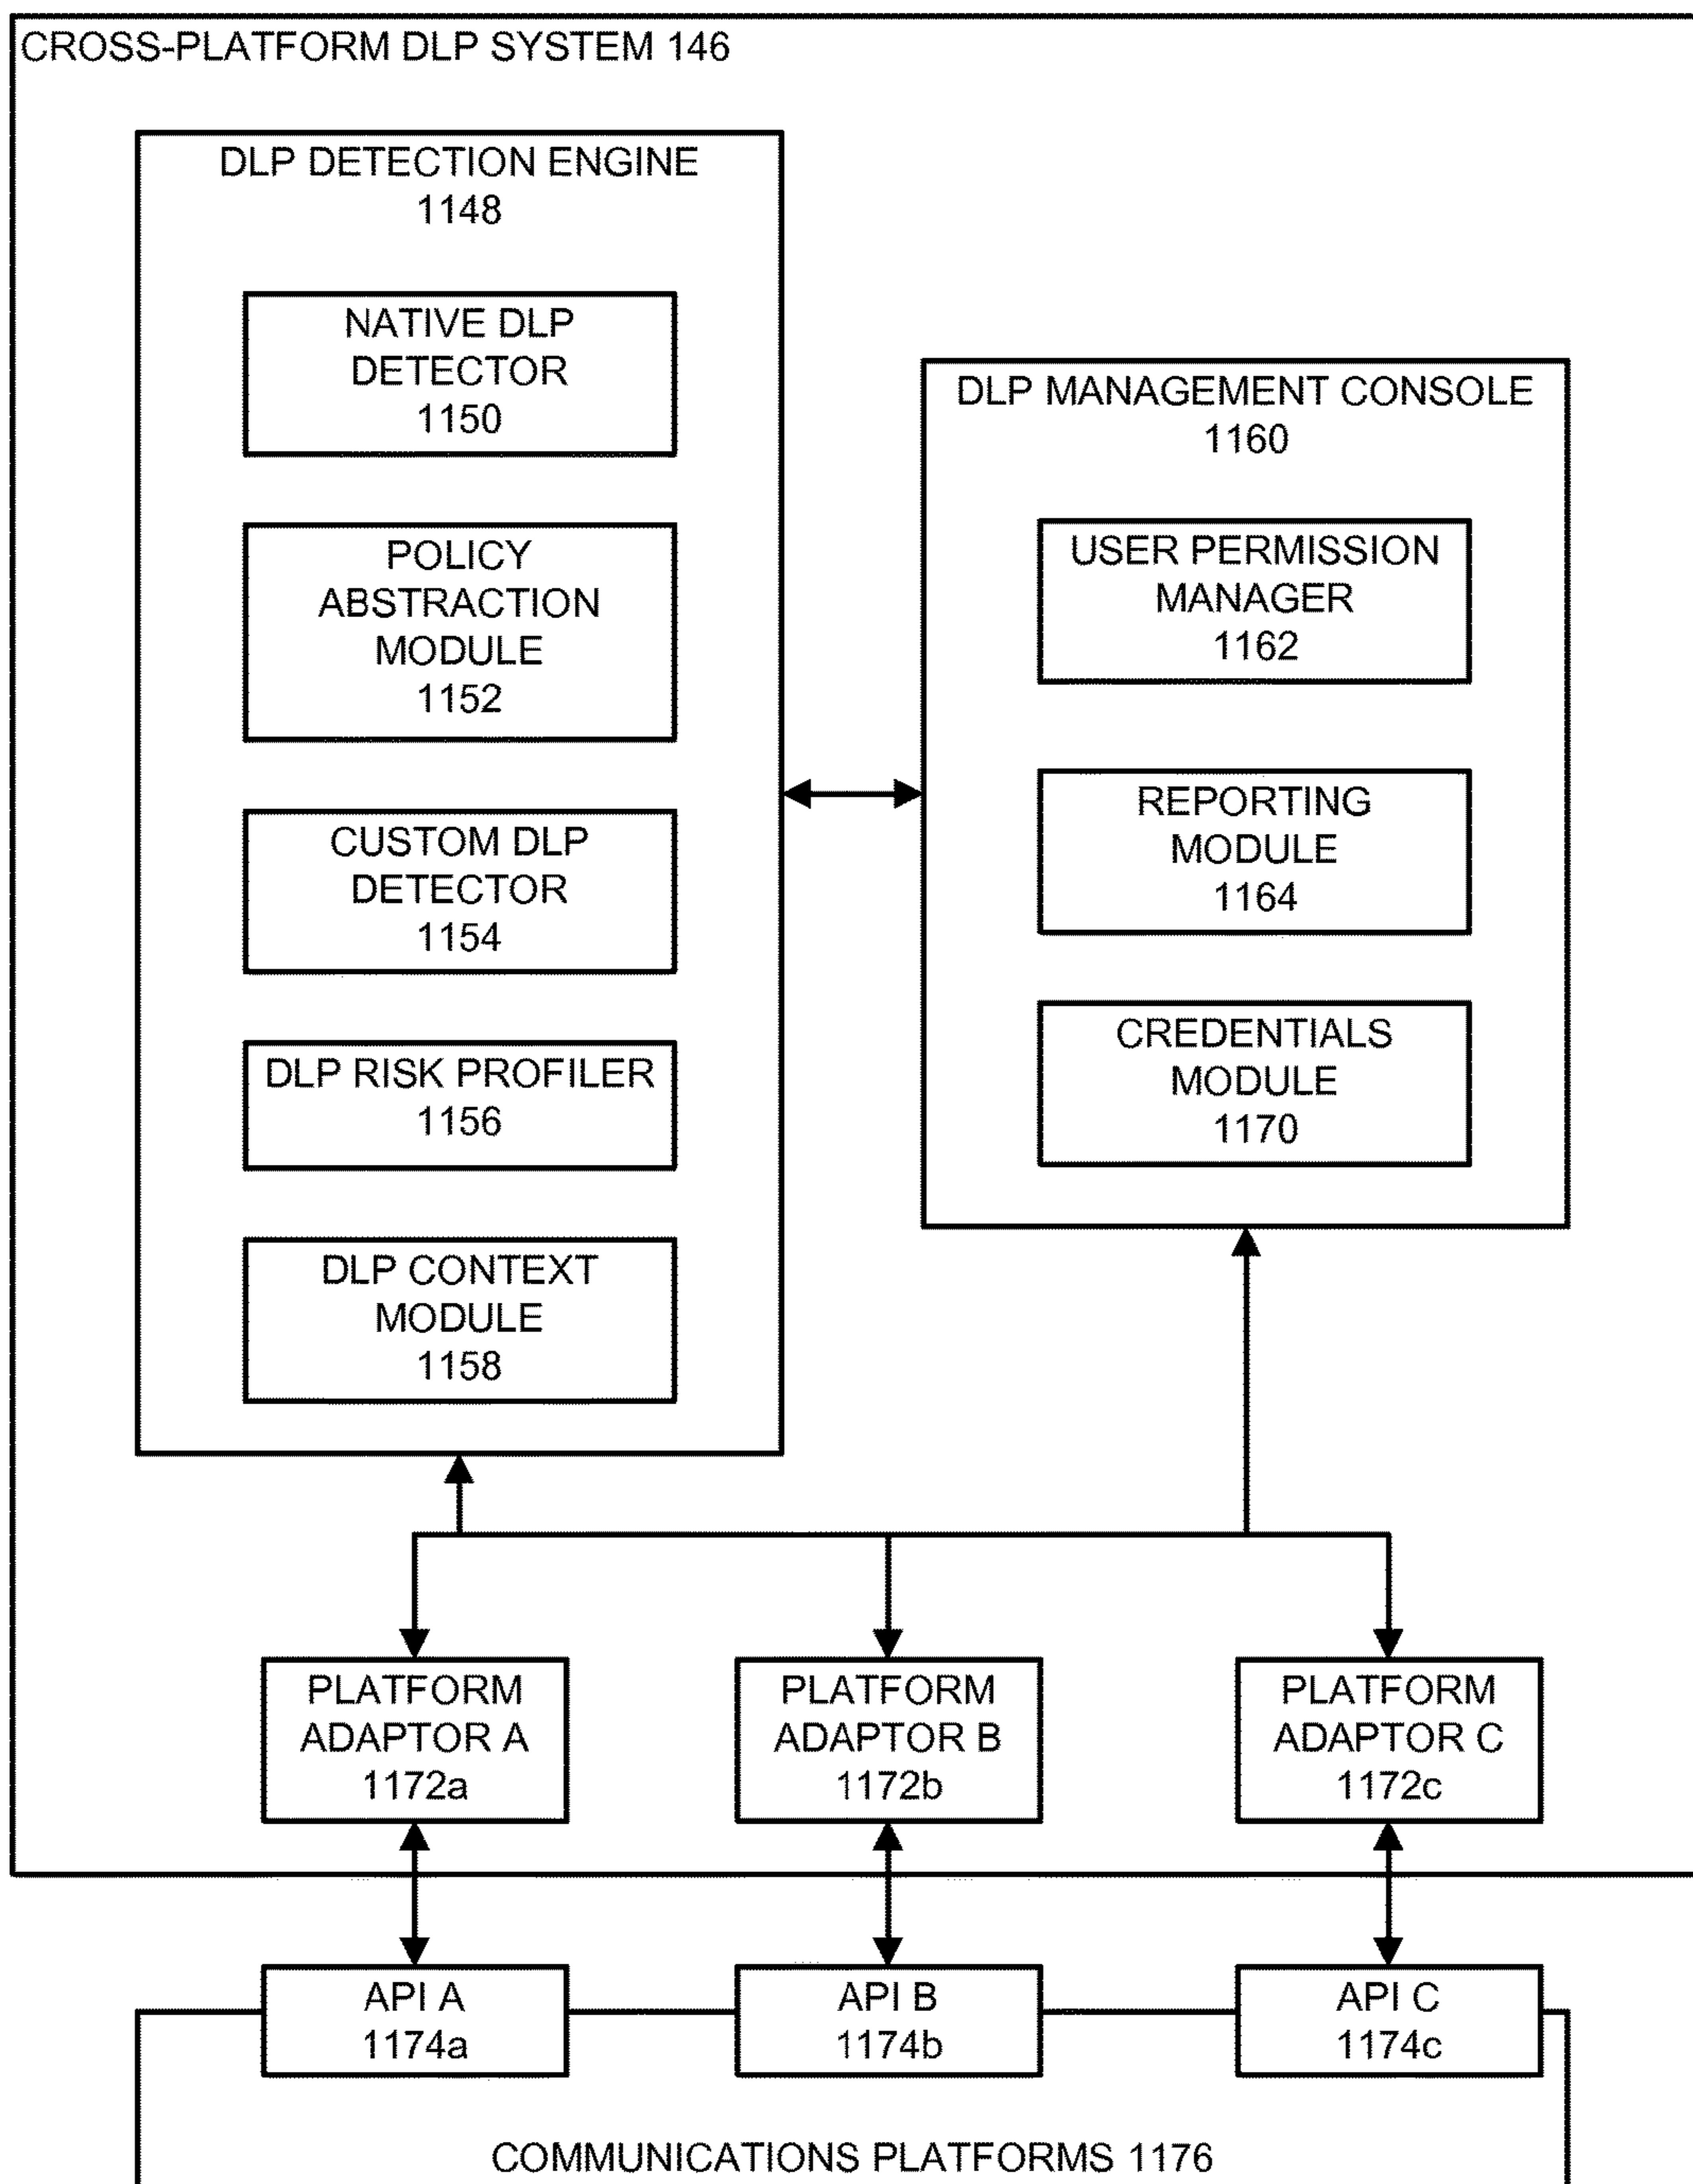 CROSS-PLATFORM DLP SYSTEM 146
DLP DETECTION ENGINE
1148
NATIVE DLP
DETECTOR
1150
POLICY
ABSTRACTION
MODULE
1152
CUSTOM DLP
DETECTOR
1154
DLP RISK PROFILER
1156
DLP CONTEXT
MODULE
1158
DLP MANAGEMENT CONSOLE
1160
USER PERMISSION
MANAGER
1162
REPORTING
MODULE
1164
CREDENTIALS
MODULE
1170
PLATFORM
ADAPTOR A
1172a
PLATFORM
ADAPTOR B
1172b
PLATFORM
ADAPTOR C
1172c
API A
1174a
API B
1174b
API C
1174c
COMMUNICATIONS PLATFORMS 1176